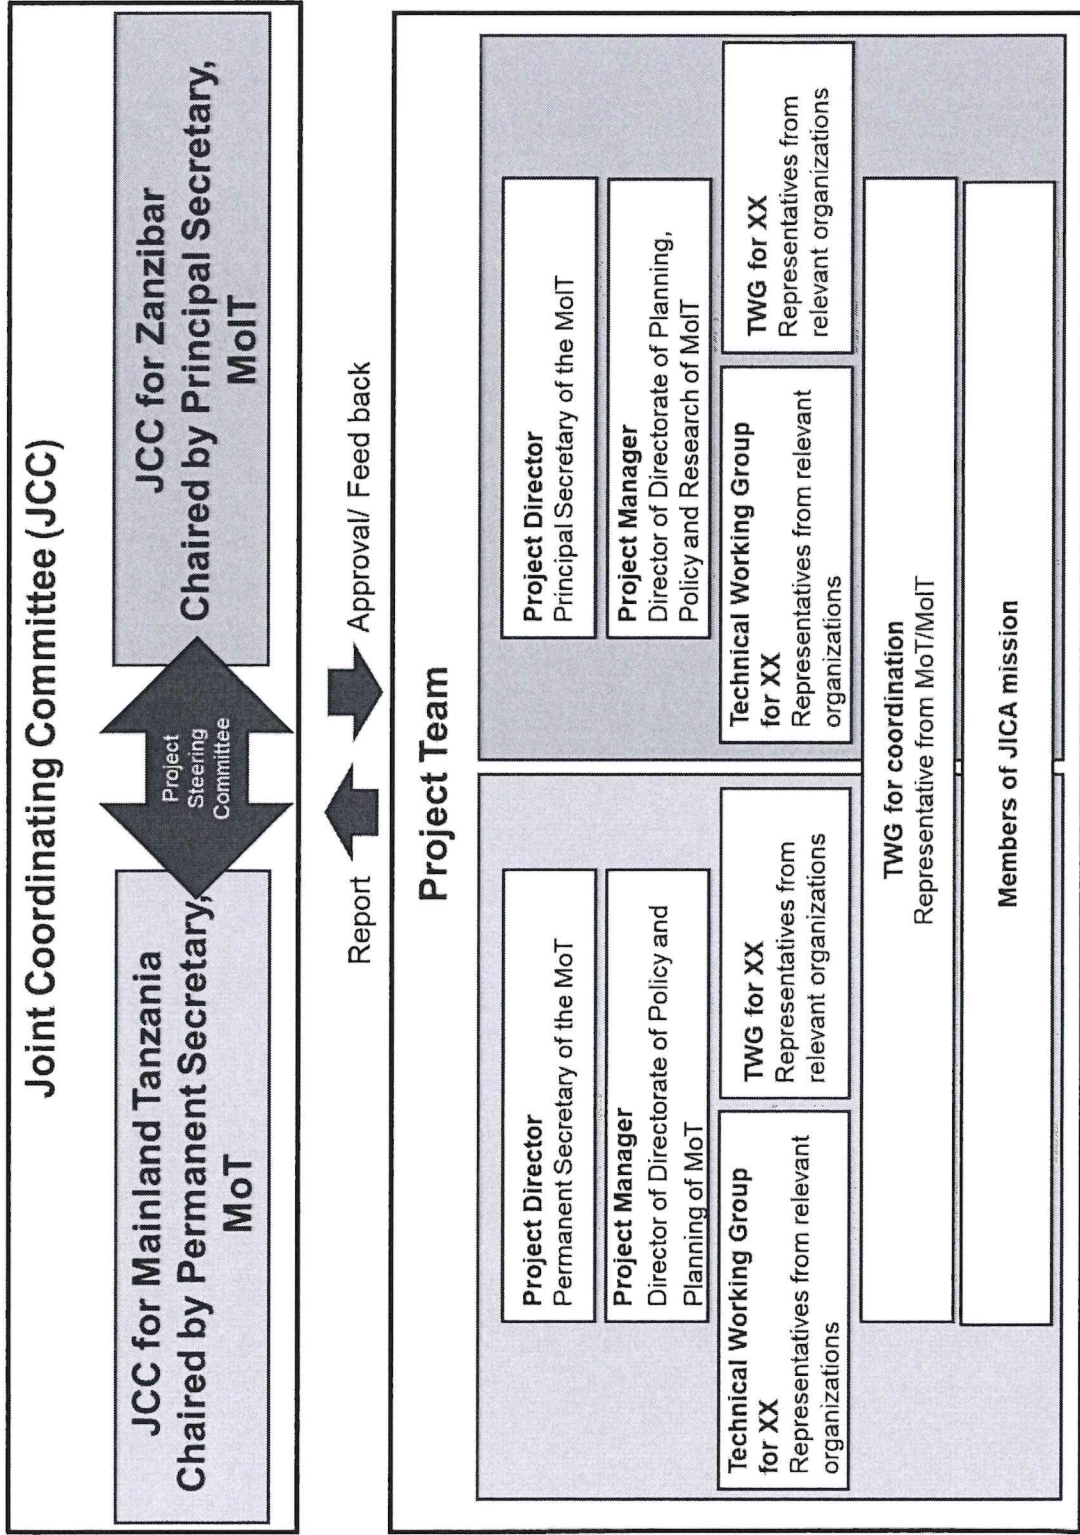 Joint Coordinating Committee (JCC)
JCC for Mainland Tanzania
Chaired by Permanent Secretary,
MoT
Project
Steering
Committee
JCC for Zanzibar
Chaired by Principal Secretary,
MoIT
Report
Approval/ Feed back
Project Team
Project Director
Permanent Secretary of the MoT
Project Manager
Director of Directorate of Policy and
Planning of MoT
Technical Working Group
for XX
Representatives from relevant
organizations
TWG for XX
Representatives from
relevant organizations
Project Director
Principal Secretary of the MoIT
Project Manager
Director of Directorate of Planning,
Policy and Research of MoIT
Technical Working Group
for XX
Representatives from relevant
organizations
TWG for XX
Representatives from
relevant organizations
TWG for coordination
Representative from MoT/MoIT
Members of JICA mission